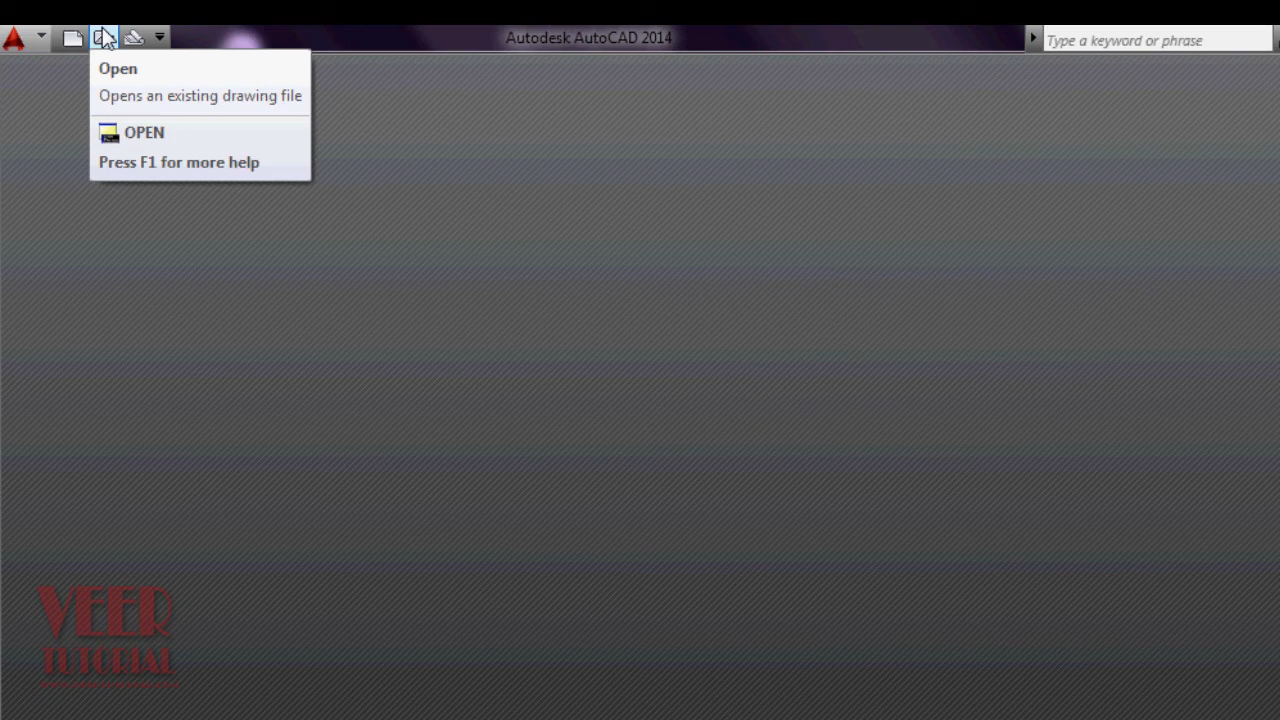 Autodesk AutoCAD 2014
Type a keyword or phrase
Open
Opens an existing drawing file
OPEN
Press F1 for more help
VEER
TUTORIAL